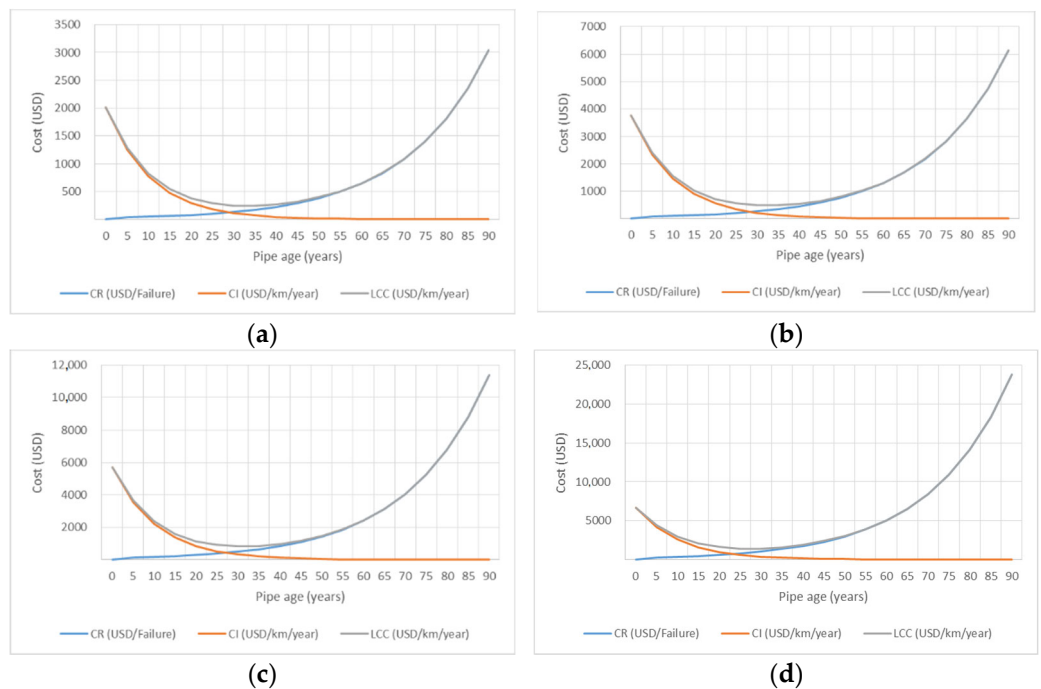 3500
3000
2500
2000
1500
1000
500
Cost (USD)
0 5 10 15 20 25 30 35 40 45 50 55 60 65 70 75 80 85 90
Pipe age (years)
CR (USD/Failure) CI (USD/km/year) LCC (USD/km/year)
(a)
7000
6000
5000
4000
3000
2000
1000
Cost (USD)
0 5 10 15 20 25 30 35 40 45 50 55 60 65 70 75 80 85 90
Pipe age (years)
CR (USD/Failure) CI (USD/km/year) LCC (USD/km/year)
(b)
12,000
10,000
8000
6000
4000
2000
Cost (USD)
0 5 10 15 20 25 30 35 40 45 50 55 60 65 70 75 80 85 90
Pipe age (years)
CR (USD/Failure) CI (USD/km/year) LCC (USD/km/year)
(c)
25,000
20,000
15,000
10,000
5000
Cost (USD)
0 5 10 15 20 25 30 35 40 45 50 55 60 65 70 75 80 85 90
Pipe age (years)
CR (USD/Failure) CI (USD/km/year) LCC (USD/km/year)
(d)